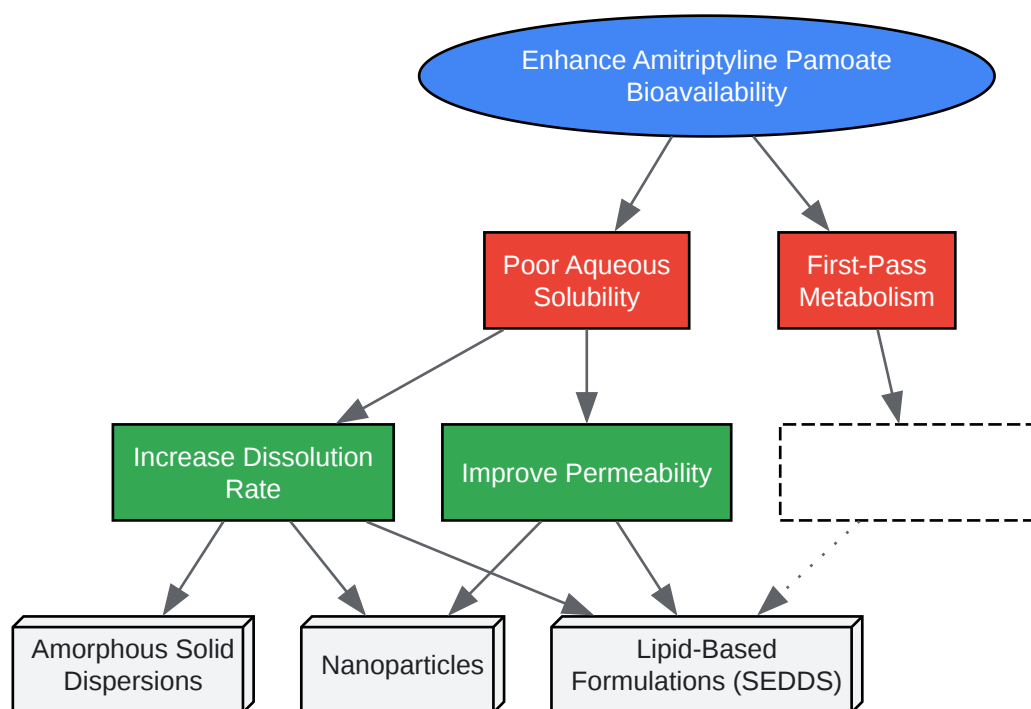 Enhance Amitriptyline Pamoate
Bioavailability
Poor Aqueous
Solubility
First-Pass
Metabolism
Increase Dissolution
Rate
Improve Permeability
Amorphous Solid
Dispersions
Nanoparticles
Lipid-Based
Formulations (SEDDS)